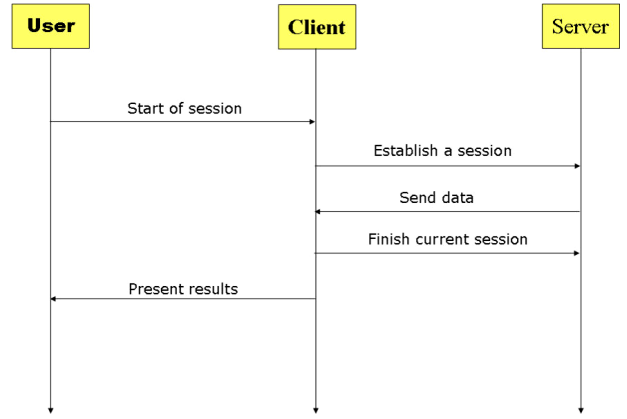 User
Client
Server
Start of session
Establish a session
Send data
Finish current session
Present results